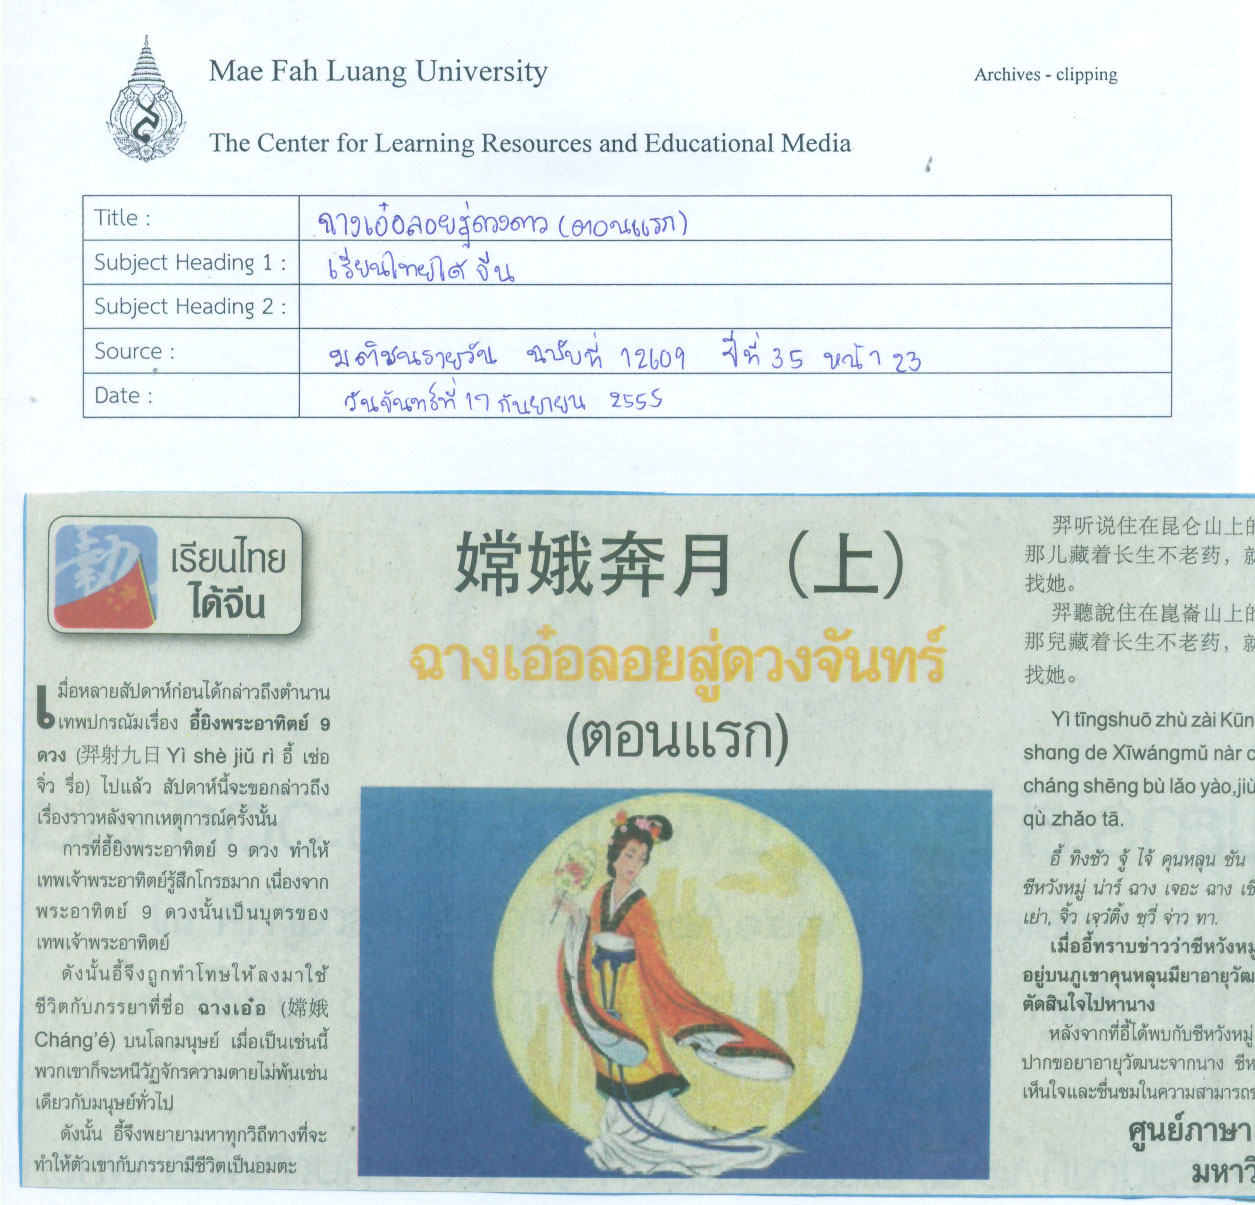 Mae Fah Luang University
Archives - clipping
The Center for Learning Resources and Educational Media
Title : ฉางเอ๋อลอยสู่ดวงดาว (ตอนแรก)
Subject Heading 1 : เรียนไทยได้จีน
Subject Heading 2 :
Source : มติชนรายวัน ฉบับที่ 12609 ปีที่ 35 หน้า 23
Date : วันจันทร์ที่ 17 กันยายน 2555
เรียนไทย
ได้จีน
เมื่อหลายสัปดาห์ก่อนได้กล่าวถึงตำนาน
เทพปกรณัมเรื่อง อี้ยิงพระอาทิตย์ 9
ดวง (羿射九日 Yì shè jiǔ rì อี้ เช่อ
จิ่ว รื่อ) ไปแล้ว สัปดาห์นี้จะขอกล่าวถึง
เรื่องราวหลังจากเหตุการณ์ครั้งนั้น
การที่อี้ยิงพระอาทิตย์ 9 ดวง ทำให้
เทพเจ้าพระอาทิตย์รู้สึกโกรธมาก เนื่องจาก
พระอาทิตย์ 9 ดวงนั้นเป็นบุตรของ
เทพเจ้าพระอาทิตย์
ดังนั้นอี้จึงถูกทำโทษให้ลงมาใช้
ชีวิตกับภรรยาที่ชื่อ ฉางเอ๋อ (嫦娥
Cháng'é) บนโลกมนุษย์ เมื่อเป็นเช่นนี้
พวกเขาก็จะหนีวัฏจักรความตายไม่พ้นเช่น
เดียวกับมนุษย์ทั่วไป
ดังนั้น อี้จึงพยายามหาทุกวิถีทางที่จะ
ทำให้ตัวเขากับภรรยามีชีวิตเป็นอมตะ
嫦娥奔月（上）
ฉางเอ๋อลอยสู่ดวงจันทร์
(ตอนแรก)
羿听说住在昆仑山上的
那儿藏着长生不老药，就
找她。
羿聽說住在崑崙山上的
那兒藏着长生不老药，就
找她。
Yì tīngshuō zhù zài Kūn
shang de Xīwángmǔ nàr c
cháng shēng bù lǎo yào,jiù
qù zhǎo tā.
อี้ ทิงชัว จู้ ไจ้ คุนหลุน ชัน
ซีหวังหมู่ น่าร์ ฉาง เจอะ ฉาง เชิ
เย่า, จิ้ว เจฺวี๋ติ้ง ชฺวี่ จ่าว ทา.
เมื่ออี้ทราบข่าวว่าซีหวังหมู่
อยู่บนภูเขาคุนหลุนมียาอายุวัฒ
ตัดสินใจไปหานาง
หลังจากที่อี้ได้พบกับซีหวังหมู่
ปากขอยาอายุวัฒนะจากนาง ซีห
เห็นใจและชื่นชมในความสามารถ
ศูนย์ภาษา
มหาวิ